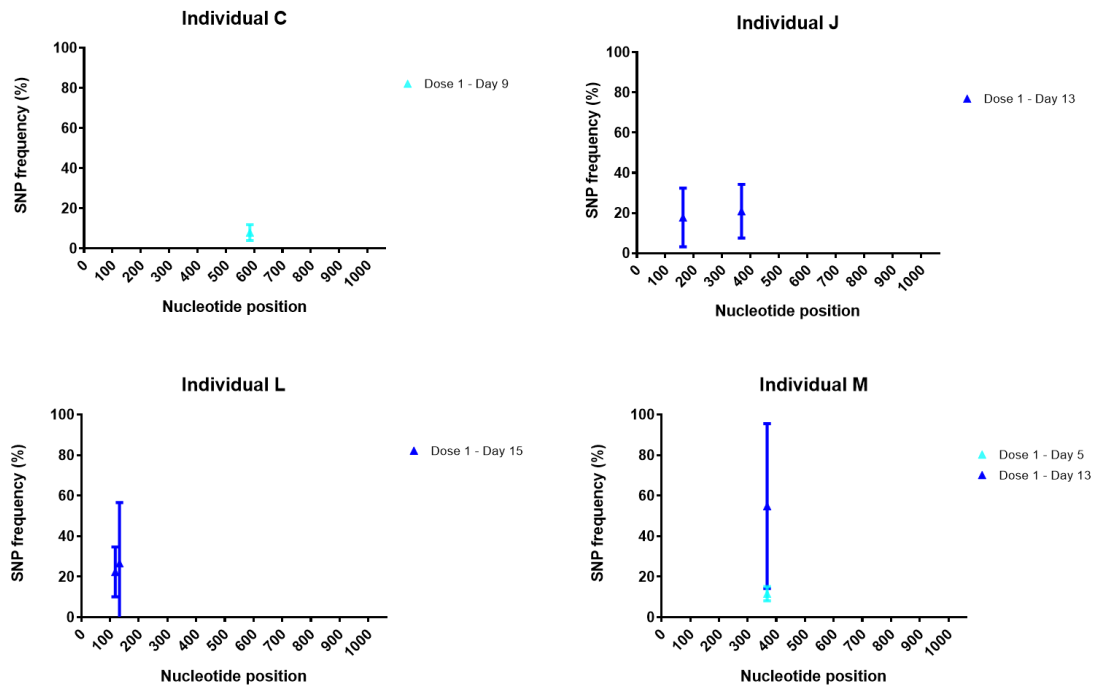 Individual C
SNP frequency (%)
100
80
60
40
20
0
0 100 200 300 400 500 600 700 800 900 1000
Nucleotide position
Dose 1 - Day 9
Individual J
SNP frequency (%)
100
80
60
40
20
0
0 100 200 300 400 500 600 700 800 900 1000
Nucleotide position
Dose 1 - Day 13
Individual L
SNP frequency (%)
100
80
60
40
20
0
0 100 200 300 400 500 600 700 800 900 1000
Nucleotide position
Dose 1 - Day 15
Individual M
SNP frequency (%)
100
80
60
40
20
0
0 100 200 300 400 500 600 700 800 900 1000
Nucleotide position
Dose 1 - Day 5
Dose 1 - Day 13